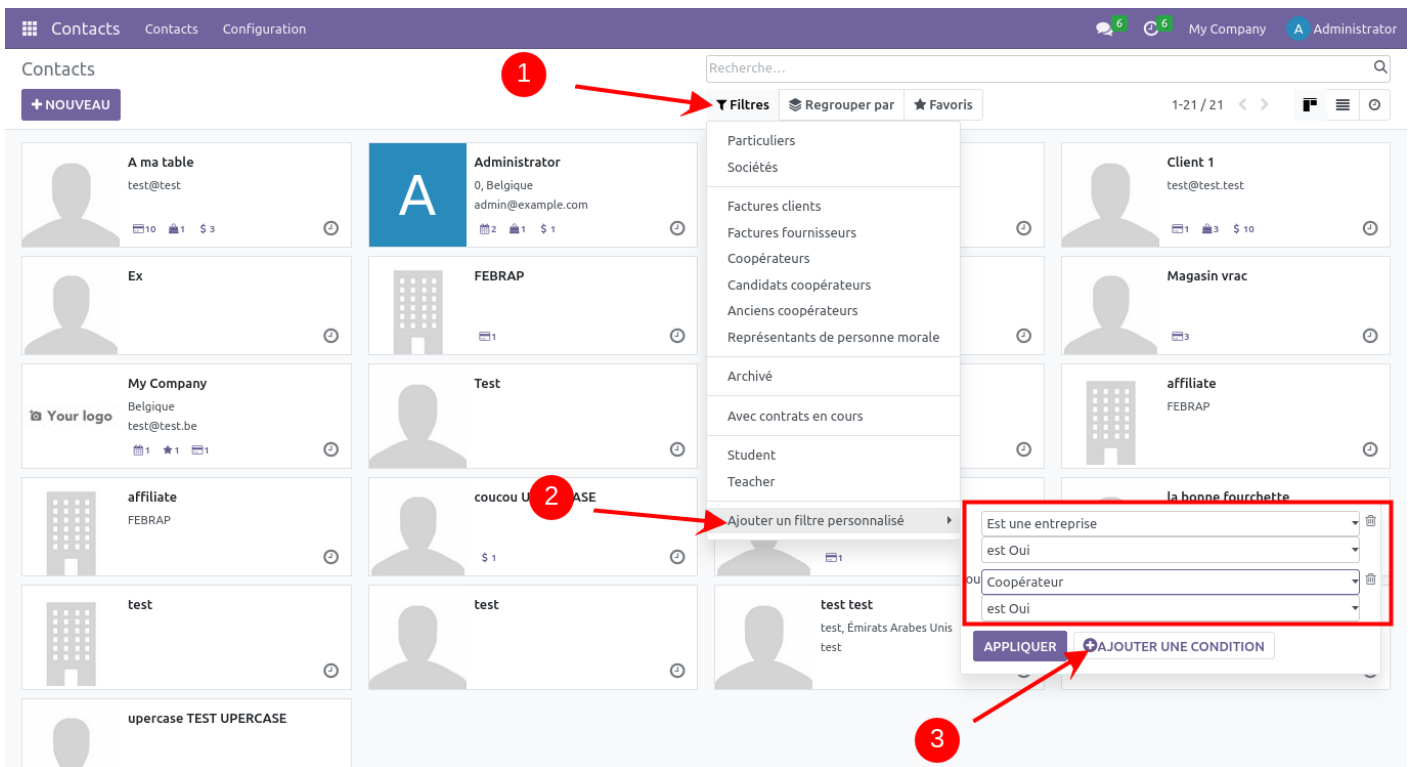 Contacts Contacts Configuration 6 6 My Company A Administrator
Contacts
Recherche...
1
+ NOUVEAU
Filtres Regrouper par Favoris 1-21 / 21
A ma table
test@test
10 1 $ 3
A
Administrator
0, Belgique
admin@example.com
2 1 $ 1
Client 1
test@test.test
1 3 $ 10
Particuliers
Sociétés
Factures clients
Factures fournisseurs
Coopérateurs
Candidats coopérateurs
Anciens coopérateurs
Représentants de personne morale
Archivé
Avec contrats en cours
Student
Teacher
Ajouter un filtre personnalisé
Ex
FEBRAP
1
Magasin vrac
3
Your logo
My Company
Belgique
test@test.be
1 1 1
Test
affiliate
FEBRAP
affiliate
FEBRAP
coucou U
ASE
$ 1
2
1
la bonne fourchette
Est une entreprise
est Oui
ou
Coopérateur
est Oui
APPLIQUER AJOUTER UNE CONDITION
test
test
test test
test, Émirats Arabes Unis
test
3
upercase TEST UPERCASE